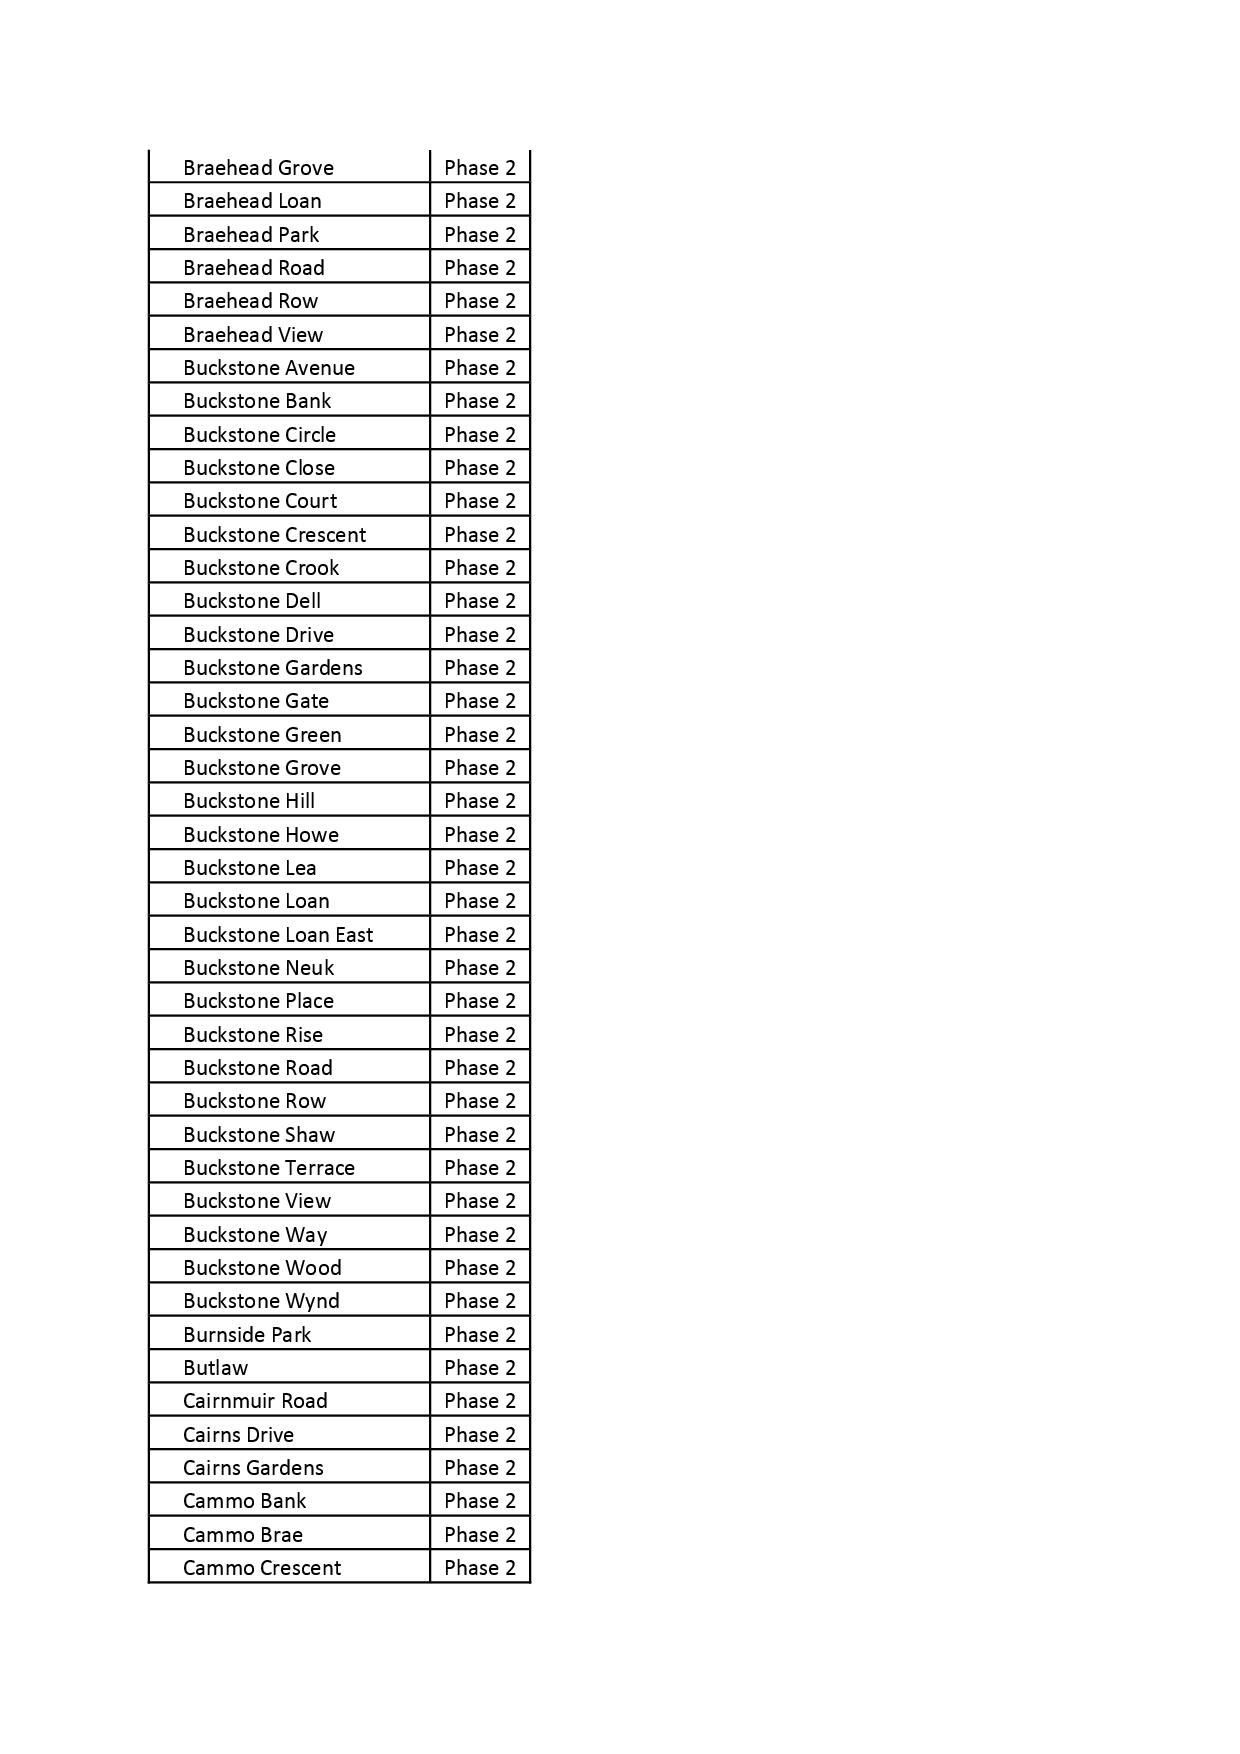 Braehead Grove Phase 2
Braehead Loan Phase 2
Braehead Park Phase 2
Braehead Road Phase 2
Braehead Row Phase 2
Braehead View Phase 2
Buckstone Avenue Phase 2
Buckstone Bank Phase 2
Buckstone Circle Phase 2
Buckstone Close Phase 2
Buckstone Court Phase 2
Buckstone Crescent Phase 2
Buckstone Crook Phase 2
Buckstone Dell Phase 2
Buckstone Drive Phase 2
Buckstone Gardens Phase 2
Buckstone Gate Phase 2
Buckstone Green Phase 2
Buckstone Grove Phase 2
Buckstone Hill Phase 2
Buckstone Howe Phase 2
Buckstone Lea Phase 2
Buckstone Loan Phase 2
Buckstone Loan East Phase 2
Buckstone Neuk Phase 2
Buckstone Place Phase 2
Buckstone Rise Phase 2
Buckstone Road Phase 2
Buckstone Row Phase 2
Buckstone Shaw Phase 2
Buckstone Terrace Phase 2
Buckstone View Phase 2
Buckstone Way Phase 2
Buckstone Wood Phase 2
Buckstone Wynd Phase 2
Burnside Park Phase 2
Butlaw Phase 2
Cairnmuir Road Phase 2
Cairns Drive Phase 2
Cairns Gardens Phase 2
Cammo Bank Phase 2
Cammo Brae Phase 2
Cammo Crescent Phase 2